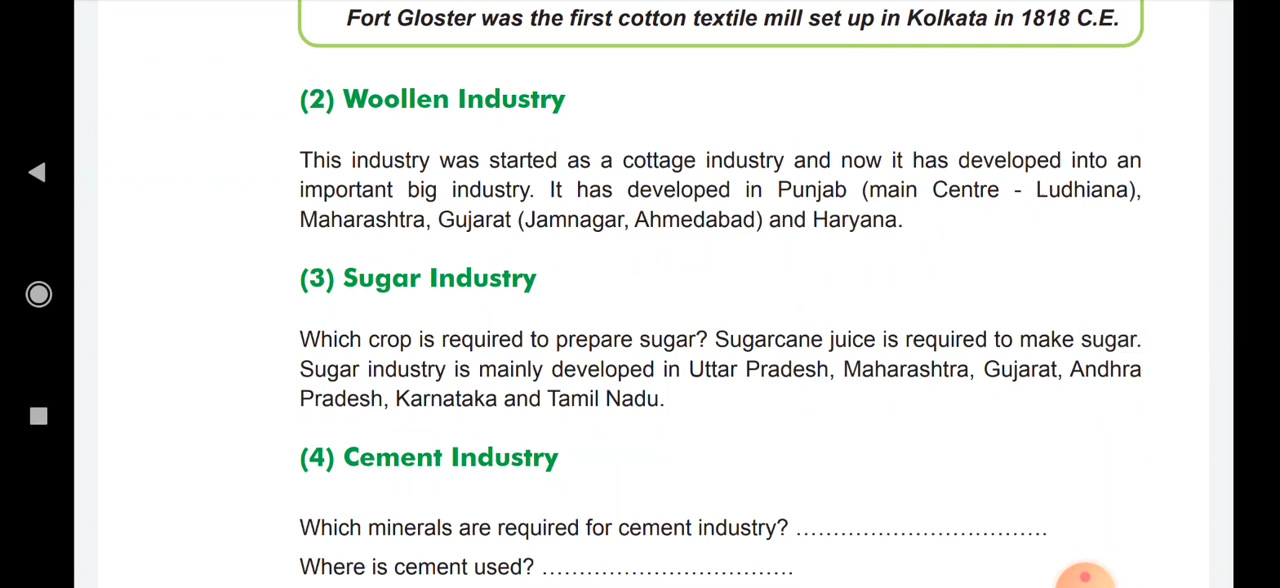 Fort Gloster was the first cotton textile mill set up in Kolkata in 1818 C.E.
(2) Woollen Industry
This industry was started as a cottage industry and now it has developed into an
important big industry. It has developed in Punjab (main Centre - Ludhiana),
Maharashtra, Gujarat (Jamnagar, Ahmedabad) and Haryana.
(3) Sugar Industry
Which crop is required to prepare sugar? Sugarcane juice is required to make sugar.
Sugar industry is mainly developed in Uttar Pradesh, Maharashtra, Gujarat, Andhra
Pradesh, Karnataka and Tamil Nadu.
(4) Cement Industry
Which minerals are required for cement industry? ..................................
Where is cement used? ..................................